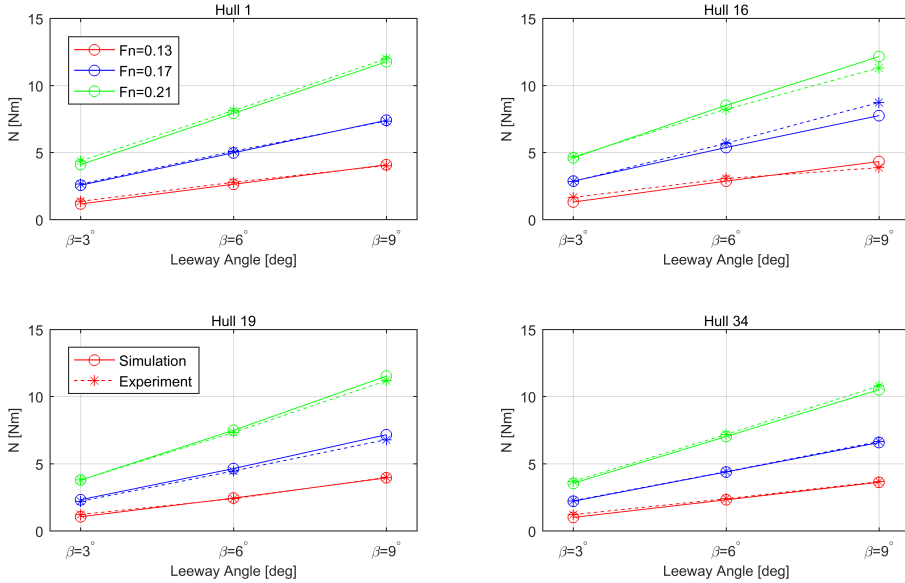 Hull 1
15
10
5
0
N [Nm]
Fn=0.13
Fn=0.17
Fn=0.21
β=3°
β=6°
β=9°
Leeway Angle [deg]
Hull 16
15
10
5
0
N [Nm]
β=3°
β=6°
β=9°
Leeway Angle [deg]
Hull 19
15
10
5
0
N [Nm]
Simulation
Experiment
β=3°
β=6°
β=9°
Leeway Angle [deg]
Hull 34
15
10
5
0
N [Nm]
β=3°
β=6°
β=9°
Leeway Angle [deg]